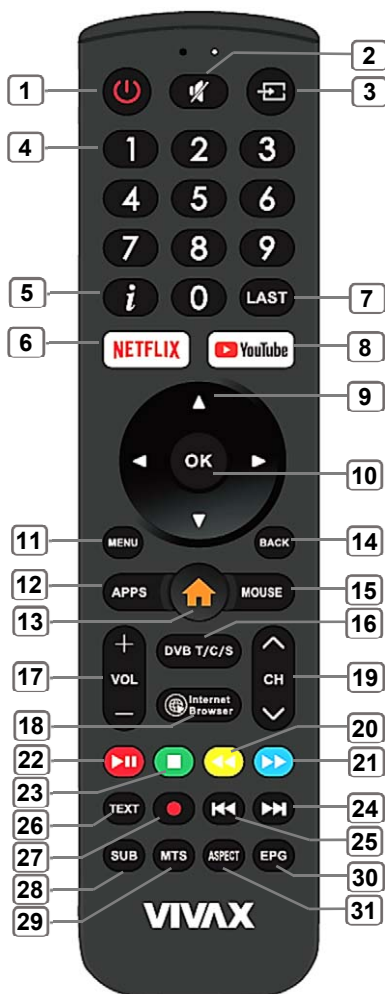 2
1
3
4
1 2 3
4 5 6
7 8 9
5
i 0 LAST
7
6
NETFLIX YouTube
8
9
OK
10
11
MENU BACK
14
12
APPS MOUSE
15
13
16
+
DVB T/C/S
17
VOL CH
19
18
Internet
Browser
−
20
22
21
23
24
26
TEXT
25
27
SUB MTS ASPECT EPG
28
30
29
31
VIVAX